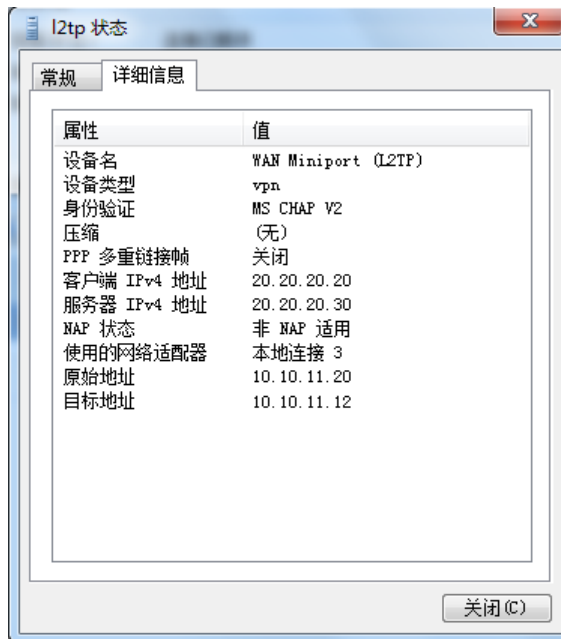 l2tp 状态
常规 详细信息
属性 值
设备名 WAN Miniport (L2TP)
设备类型 vpn
身份验证 MS CHAP V2
压缩 (无)
PPP 多重链接帧 关闭
客户端 IPv4 地址 20.20.20.20
服务器 IPv4 地址 20.20.20.30
NAP 状态 非 NAP 适用
使用的网络适配器 本地连接 3
原始地址 10.10.11.20
目标地址 10.10.11.12
关闭(C)